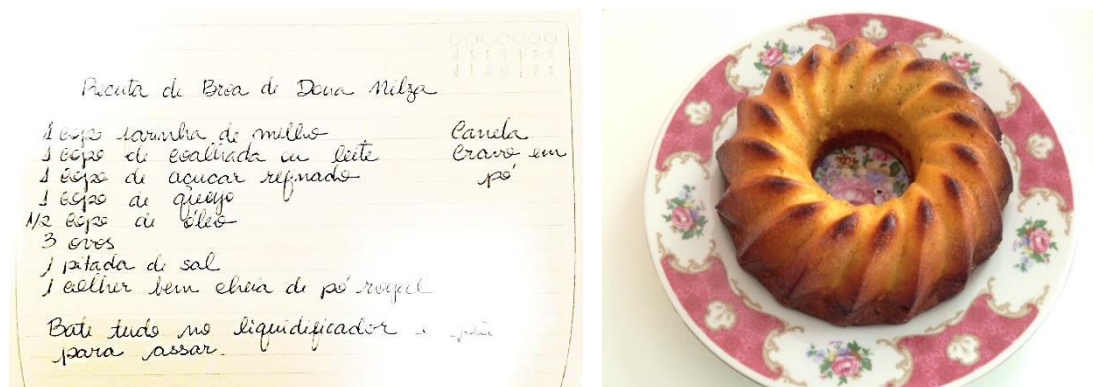 Receita de Broa de Dona Nilza
1 copo farinha de milho
1 copo de coalhada ou leite
1 copo de açucar refinado
1 copo de queijo
1/2 copo de óleo
3 ovos
1 pitada de sal
1 colher bem cheia de pó royal
Canela
Cravo em
pó
Bate tudo no liquidificador e
para assar.